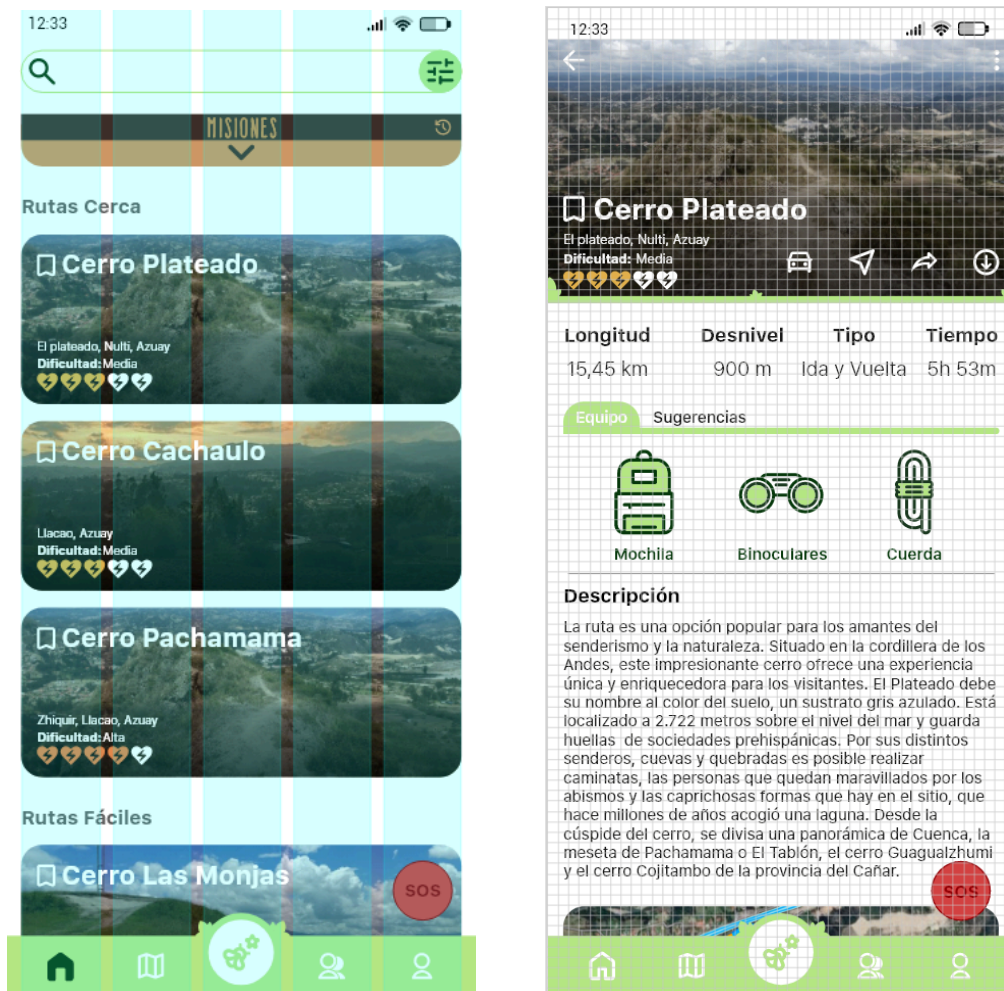 12:33
MISIONES
Rutas Cerca
Cerro Plateado
El plateado, Nulti, Azuay
Dificultad: Media
Cerro Cachaulo
Llacao, Azuay
Dificultad: Media
Cerro Pachamama
Zhiquir, Llacao, Azuay
Dificultad: Alta
Rutas Fáciles
Cerro Las Monjas
SOS
12:33
Cerro Plateado
El plateado, Nulti, Azuay
Dificultad: Media
Longitud Desnivel Tipo Tiempo
15,45 km 900 m Ida y Vuelta 5h 53m
Equipo Sugerencias
Mochila Binoculares Cuerda
Descripción
La ruta es una opción popular para los amantes del
senderismo y la naturaleza. Situado en la cordillera de los
Andes, este impresionante cerro ofrece una experiencia
única y enriquecedora para los visitantes. El Plateado debe
su nombre al color del suelo, un sustrato gris azulado. Está
localizado a 2.722 metros sobre el nivel del mar y guarda
huellas de sociedades prehispánicas. Por sus distintos
senderos, cuevas y quebradas es posible realizar
caminatas, las personas que quedan maravillados por los
abismos y las caprichosas formas que hay en el sitio, que
hace millones de años acogió una laguna. Desde la
cúspide del cerro, se divisa una panorámica de Cuenca, la
meseta de Pachamama o El Tablón, el cerro Guagualzhumi
y el cerro Cojitambo de la provincia del Cañar.
SOS